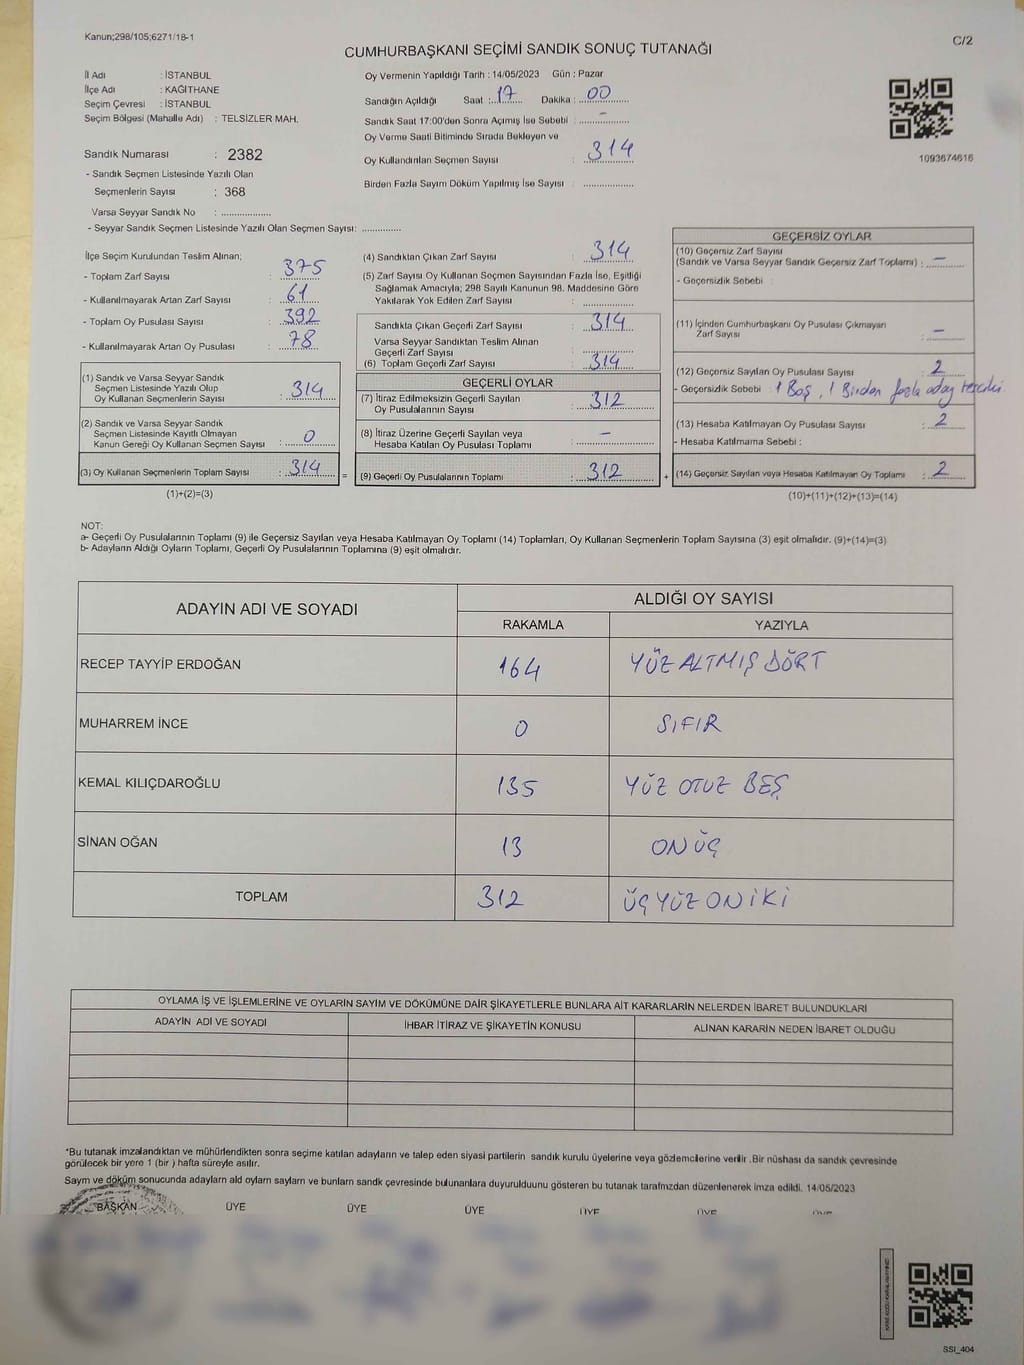 Kanun;298/105;6271/18-1
C/2
CUMHURBAŞKANI SEÇİMİ SANDIK SONUÇ TUTANAĞI
İl Adı : İSTANBUL
İlçe Adı : KAĞITHANE
Seçim Çevresi : İSTANBUL
Seçim Bölgesi (Mahalle Adı) : TELSİZLER MAH.
Sandık Numarası : 2382
- Sandık Seçmen Listesinde Yazılı Olan
Seçmenlerin Sayısı : 368
Varsa Seyyar Sandık No : ..................
- Seyyar Sandık Seçmen Listesinde Yazılı Olan Seçmen Sayısı: .............
Oy Vermenin Yapıldığı Tarih : 14/05/2023 Gün : Pazar
Sandığın Açıldığı Saat : 17 Dakika : 00
Sandık Saat 17:00'den Sonra Açımış İse Sebebi : –
Oy Verme Saati Bitiminde Sırada Bekleyen ve
Oy Kullandırılan Seçmen Sayısı : 314
Birden Fazla Sayım Döküm Yapılmış İse Sayısı : ..................
1093674616
İlçe Seçim Kurulundan Teslim Alınan;
- Toplam Zarf Sayısı : 375
- Kullanılmayarak Artan Zarf Sayısı : 61
- Toplam Oy Pusulası Sayısı : 392
- Kullanılmayarak Artan Oy Pusulası : 78
(1) Sandık ve Varsa Seyyar Sandık
Seçmen Listesinde Yazılı Olup
Oy Kullanan Seçmenlerin Sayısı : 314
(2) Sandık ve Varsa Seyyar Sandık
Seçmen Listesinde Kayıtlı Olmayan
Kanun Gereği Oy Kullanan Seçmen Sayısı : 0
(3) Oy Kullanan Seçmenlerin Toplam Sayısı : 314 =
(1)+(2)=(3)
(4) Sandıktan Çıkan Zarf Sayısı : 314
(5) Zarf Sayısı Oy Kullanan Seçmen Sayısından Fazla İse, Eşitliği
Sağlamak Amacıyla; 298 Sayılı Kanunun 98. Maddesine Göre
Yakılarak Yok Edilen Zarf Sayısı : ..................
Sandıkta Çıkan Geçerli Zarf Sayısı : 314
Varsa Seyyar Sandıktan Teslim Alınan
Geçerli Zarf Sayısı : ..................
(6) Toplam Geçerli Zarf Sayısı : 314
GEÇERLİ OYLAR
(7) İtiraz Edilmeksizin Geçerli Sayılan
Oy Pusulalarının Sayısı : 312
(8) İtiraz Üzerine Geçerli Sayılan veya
Hesaba Katılan Oy Pusulası Toplamı : –
(9) Geçerli Oy Pusulalarının Toplamı : 312 +
GEÇERSİZ OYLAR
(10) Geçersiz Zarf Sayısı
(Sandık ve Varsa Seyyar Sandık Geçersiz Zarf Toplamı) : –
- Geçersizlik Sebebi :
(11) İçinden Cumhurbaşkanı Oy Pusulası Çıkmayan
Zarf Sayısı : –
(12) Geçersiz Sayılan Oy Pusulası Sayısı : 2
- Geçersizlik Sebebi : 1 Boş, 1 Birden fazla aday tercihi
(13) Hesaba Katılmayan Oy Pusulası Sayısı : 2
- Hesaba Katılmama Sebebi :
(14) Geçersiz Sayılan veya Hesaba Katılmayan Oy Toplamı : 2
(10)+(11)+(12)+(13)=(14)
NOT:
a- Geçerli Oy Pusulalarının Toplamı (9) ile Geçersiz Sayılan veya Hesaba Katılmayan Oy Toplamı (14) Toplamları, Oy Kullanan Seçmenlerin Toplam Sayısına (3) eşit olmalıdır. (9)+(14)=(3)
b- Adayların Aldığı Oyların Toplamı, Geçerli Oy Pusulalarının Toplamına (9) eşit olmalıdır.
ADAYIN ADI VE SOYADI ALDIĞI OY SAYISI
RAKAMLA YAZIYLA
RECEP TAYYİP ERDOĞAN 164 YÜZ ALTMIŞ DÖRT
MUHARREM İNCE 0 SIFIR
KEMAL KILIÇDAROĞLU 135 YÜZ OTUZ BEŞ
SİNAN OĞAN 13 ON ÜÇ
TOPLAM 312 ÜÇ YÜZ ON İKİ
OYLAMA İŞ VE İŞLEMLERİNE VE OYLARIN SAYIM VE DÖKÜMÜNE DAİR ŞİKAYETLERLE BUNLARA AİT KARARLARIN NELERDEN İBARET BULUNDUKLARI
ADAYIN ADI VE SOYADI İHBAR İTİRAZ VE ŞİKAYETİN KONUSU ALINAN KARARIN NEDEN İBARET OLDUĞU
*Bu tutanak imzalandıktan ve mühürlendikten sonra seçime katılan adayların ve talep eden siyasi partilerin sandık kurulu üyelerine veya gözlemcilerine verilir .Bir nüshası da sandık çevresinde
görülecek bir yere 1 (bir ) hafta süreyle asılır.
Sayım ve döküm sonucunda adayların ald oyların sayları ve bunların sandk çevresinde bulunanlara duyurulduunu gösteren bu tutanak tarafmzdan düzenlenerek imza edildi. 14/05/2023
BAŞKAN ÜYE ÜYE ÜYE ÜYE ÜYE ÜYE
SSI_404